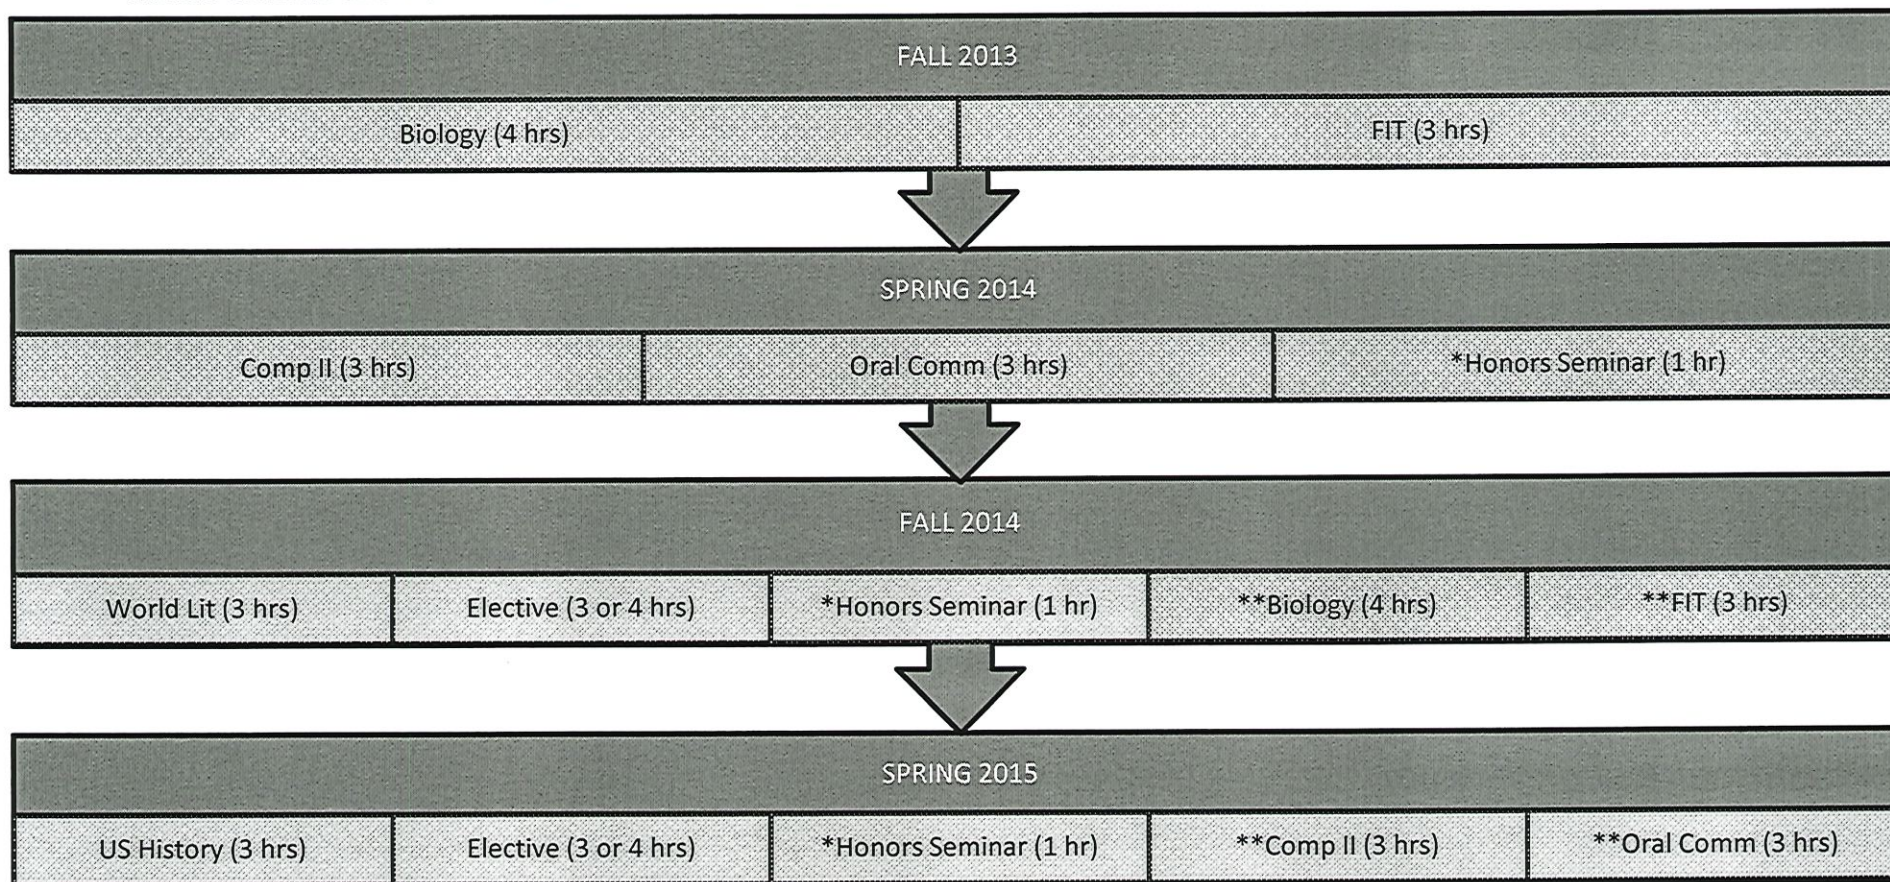 FALL 2013
Biology (4 hrs)
FIT (3 hrs)
SPRING 2014
Comp II (3 hrs)
Oral Comm (3 hrs)
*Honors Seminar (1 hr)
FALL 2014
World Lit (3 hrs)
Elective (3 or 4 hrs)
*Honors Seminar (1 hr)
**Biology (4 hrs)
**FIT (3 hrs)
SPRING 2015
US History (3 hrs)
Elective (3 or 4 hrs)
*Honors Seminar (1 hr)
**Comp II (3 hrs)
**Oral Comm (3 hrs)